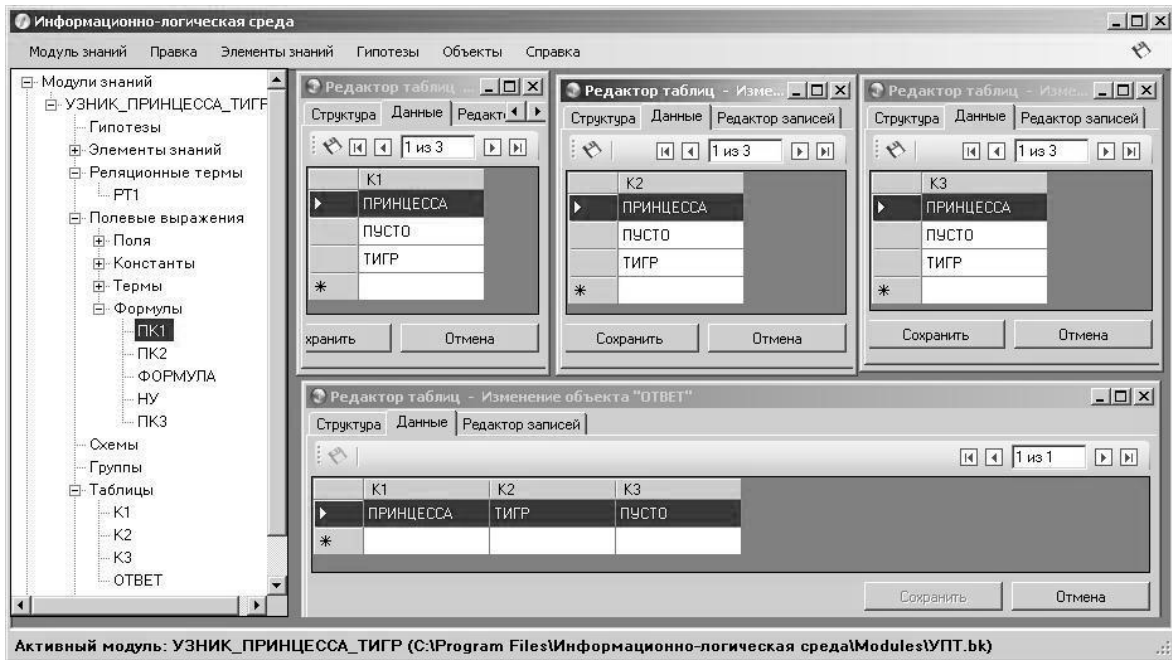 Информационно-логическая среда
Модуль знаний Правка Элементы знаний Гипотезы Объекты Справка
Модули знаний
УЗНИК_ПРИНЦЕССА_ТИГР
Гипотезы
Элементы знаний
Реляционные термы
РТ1
Полевые выражения
Поля
Константы
Термы
Формулы
ПК1
ПК2
ФОРМУЛА
НУ
ПК3
Схемы
Группы
Таблицы
К1
К2
К3
ОТВЕТ
Редактор таблиц ...
Структура Данные Редакт
1 из 3
К1
ПРИНЦЕССА
ПУСТО
ТИГР
хранить Отмена
Редактор таблиц - Изме...
Структура Данные Редактор записей
1 из 3
К2
ПРИНЦЕССА
ПУСТО
ТИГР
Сохранить Отмена
Редактор таблиц - Изме...
Структура Данные Редактор записей
1 из 3
К3
ПРИНЦЕССА
ПУСТО
ТИГР
Сохранить Отмена
Редактор таблиц - Изменение объекта "ОТВЕТ"
Структура Данные Редактор записей
1 из 1
К1 К2 К3
ПРИНЦЕССА ТИГР ПУСТО
Сохранить Отмена
Активный модуль: УЗНИК_ПРИНЦЕССА_ТИГР (C:\Program Files\Информационно-логическая среда\Modules\УПТ.bk)